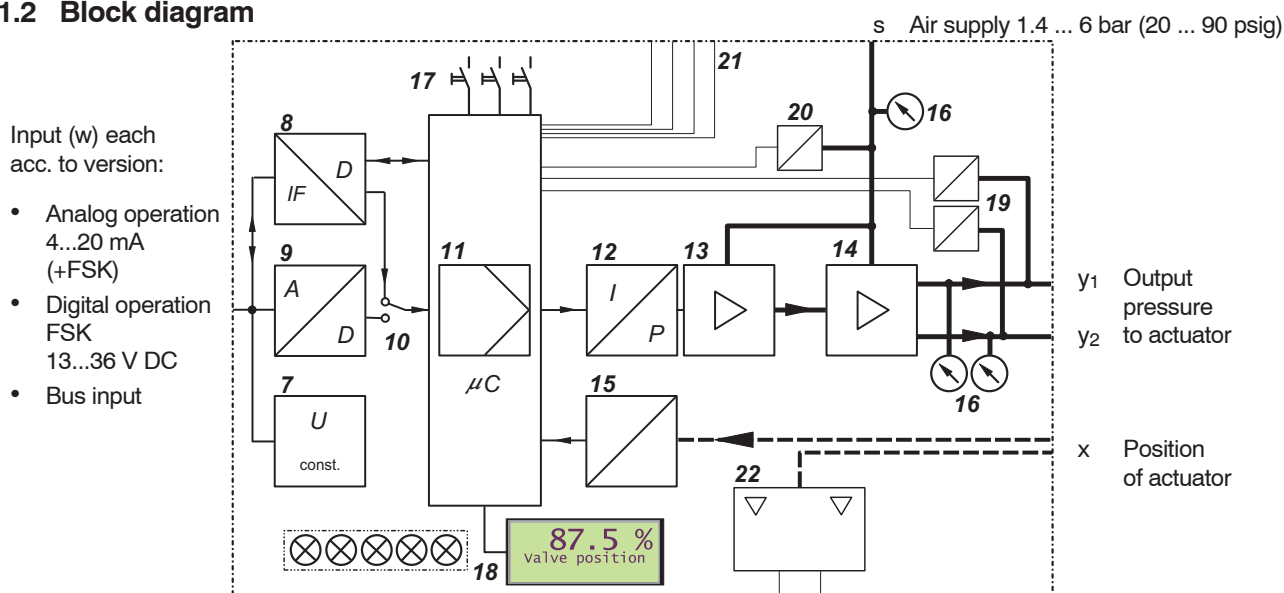 1.2 Block diagram
s Air supply 1.4 ... 6 bar (20 ... 90 psig)
Input (w) each
acc. to version:
• Analog operation
4...20 mA
(+FSK)
• Digital operation
FSK
13...36 V DC
• Bus input
17
21
20
16
8
IF
D
19
9
A
D
10
11
12
I
P
13
14
y1 Output
pressure
y2 to actuator
μC
7
U
const.
15
16
x Position
of actuator
22
18
87.5 %
Valve position